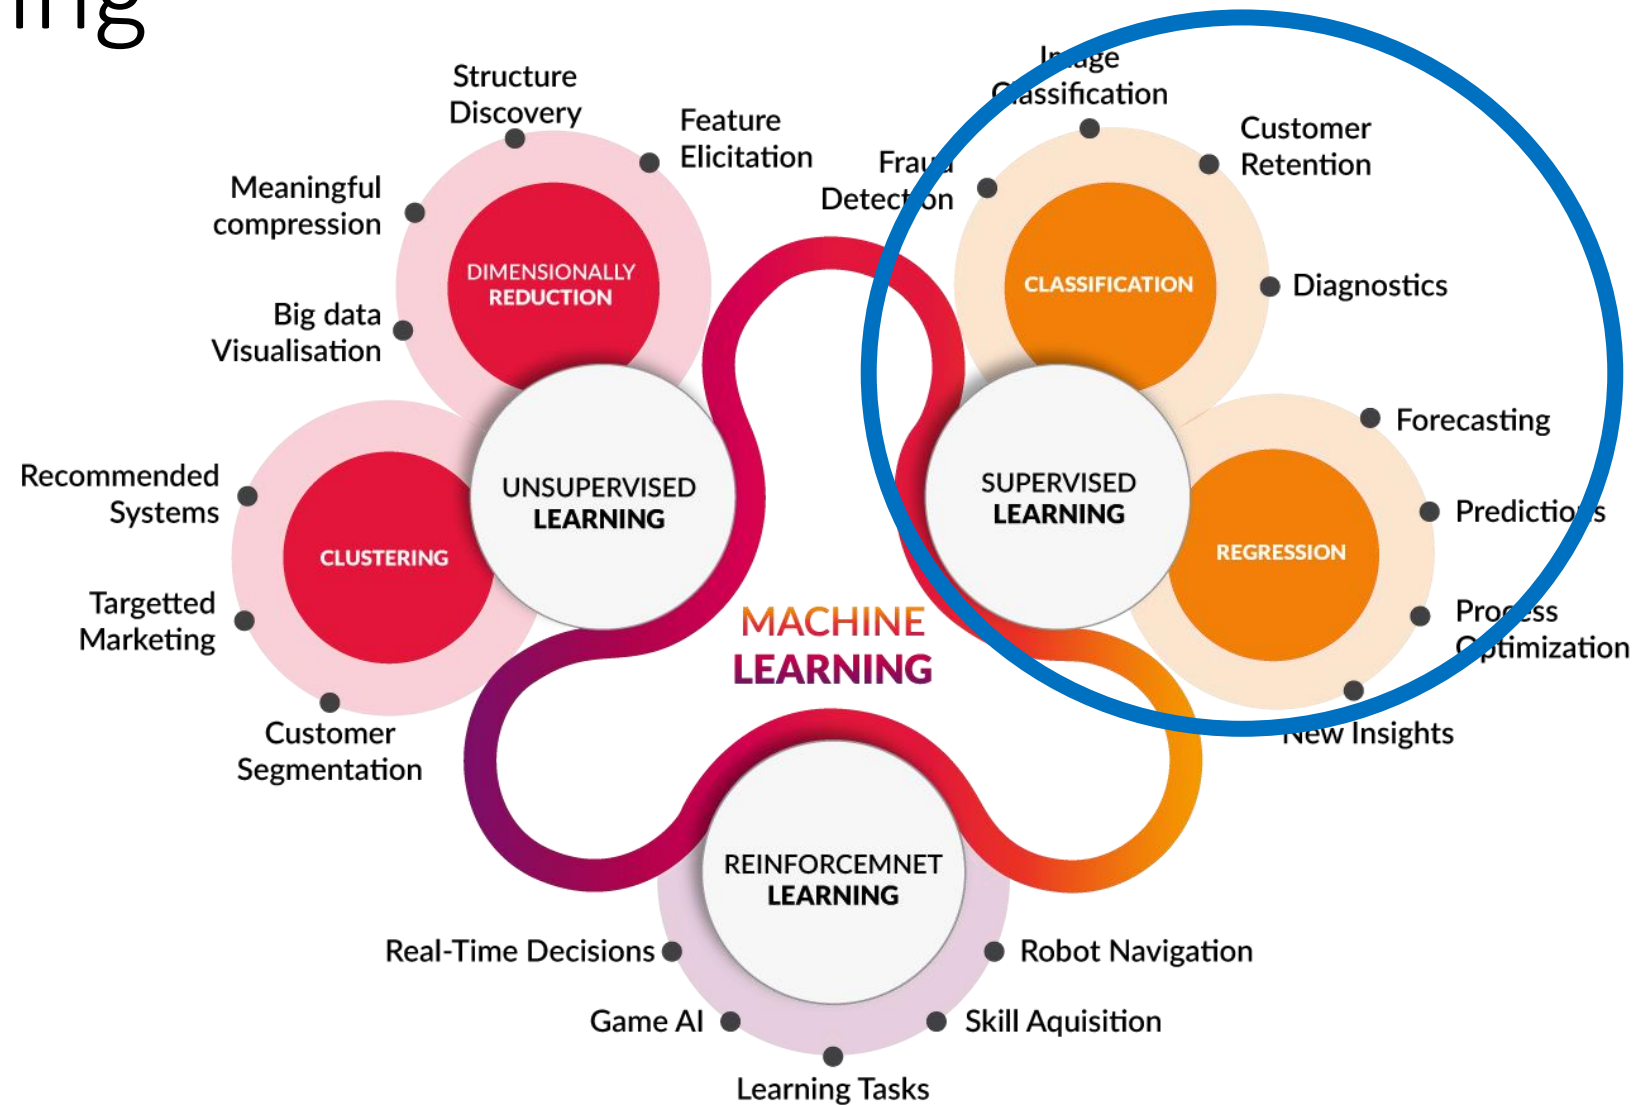 ing
Structure
Discovery
Feature
Elicitation
Meaningful
compression
Big data
Visualisation
DIMENSIONALLY
REDUCTION
Recommended
Systems
Targetted
Marketing
Customer
Segmentation
CLUSTERING
UNSUPERVISED
LEARNING
Image
Classification
Customer
Retention
Fraud
Detection
Diagnostics
CLASSIFICATION
SUPERVISED
LEARNING
Forecasting
Predictions
Process
Optimization
New Insights
REGRESSION
MACHINE
LEARNING
REINFORCEMNET
LEARNING
Real-Time Decisions
Game AI
Learning Tasks
Skill Aquisition
Robot Navigation